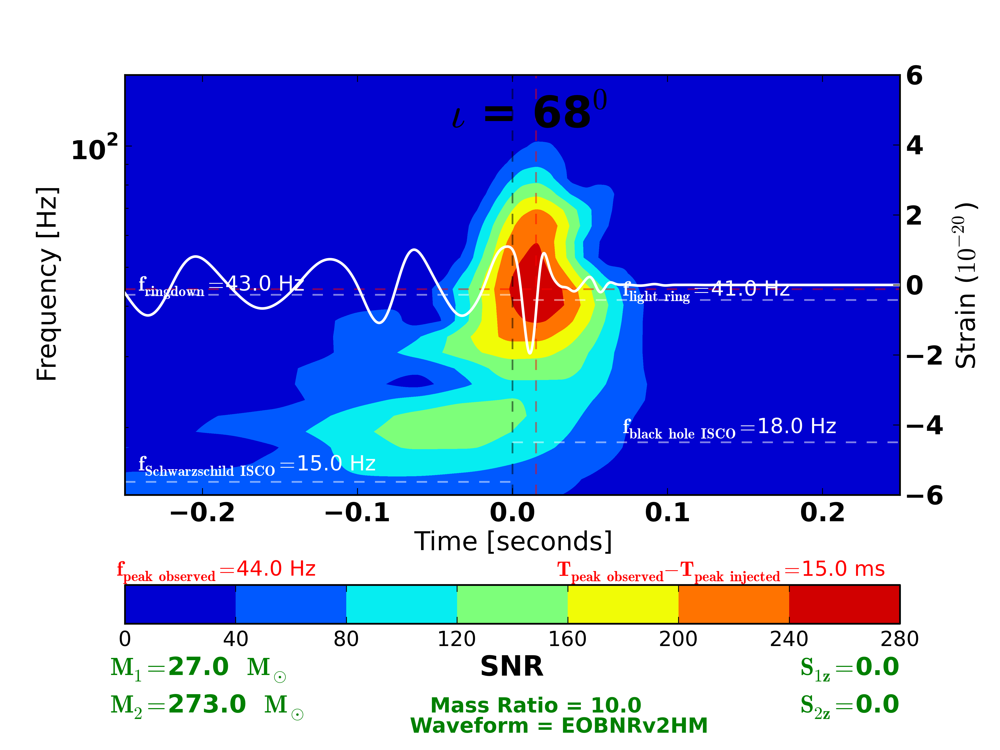 ι = 68⁰
10²
6
4
2
0
−2
−4
−6
Frequency [Hz]
Strain (10⁻²⁰)
f_ringdown =43.0 Hz
f_light ring =41.0 Hz
f_black hole ISCO =18.0 Hz
f_Schwarzschild ISCO =15.0 Hz
−0.2 −0.1 0.0 0.1 0.2
Time [seconds]
f_peak observed =44.0 Hz
T_peak observed−T_peak injected =15.0 ms
0 40 80 120 160 200 240 280
SNR
M₁=27.0 M_⊙
S_1z=0.0
M₂=273.0 M_⊙
Mass Ratio = 10.0
S_2z=0.0
Waveform = EOBNRv2HM